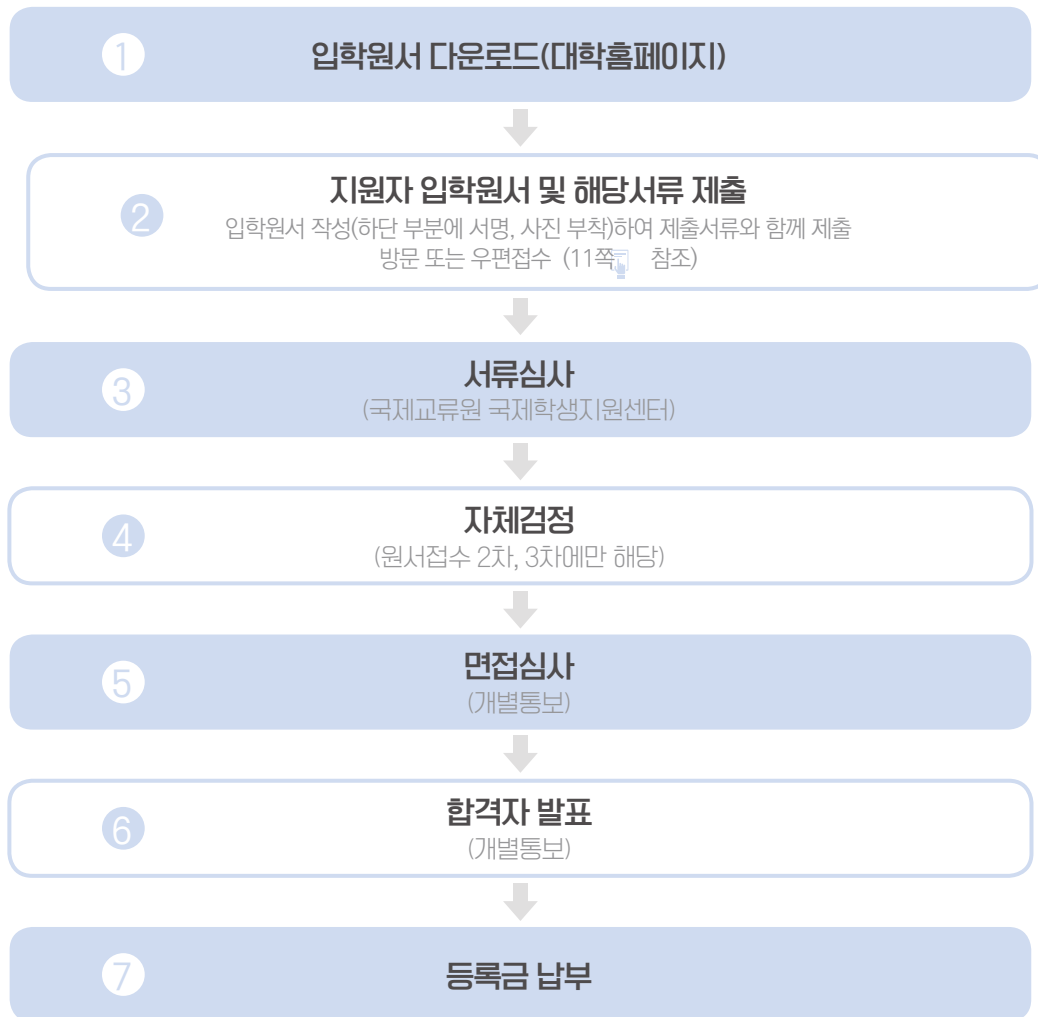 1
입학원서 다운로드(대학홈페이지)
2
지원자 입학원서 및 해당서류 제출
입학원서 작성(하단 부분에 서명, 사진 부착)하여 제출서류와 함께 제출
방문 또는 우편접수 (11쪽 참조)
3
서류심사
(국제교류원 국제학생지원센터)
4
자체검정
(원서접수 2차, 3차에만 해당)
5
면접심사
(개별통보)
6
합격자 발표
(개별통보)
7
등록금 납부